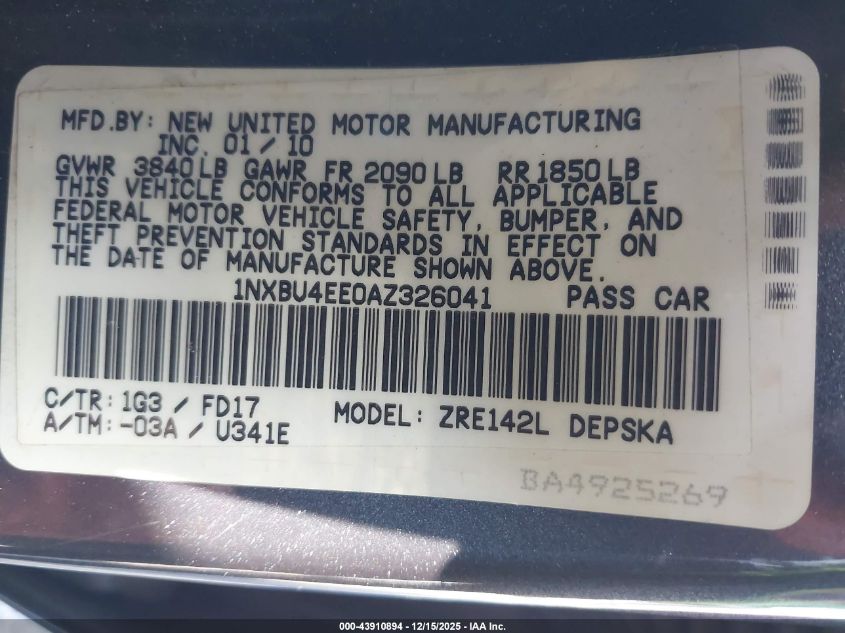 MFD.BY: NEW UNITED MOTOR MANUFACTURING
INC. 01 / 10
GVWR 3840 LB GAWR FR 2090 LB RR 1850 LB
THIS VEHICLE CONFORMS TO ALL APPLICABLE
FEDERAL MOTOR VEHICLE SAFETY, BUMPER, AND
THEFT PREVENTION STANDARDS IN EFFECT ON
THE DATE OF MANUFACTURE SHOWN ABOVE.
1NXBU4EE0AZ326041 PASS CAR
C/TR: 1G3 / FD17 MODEL: ZRE142L DEPSKA
A/TM: -03A / U341E
BA4925269
000-43910894 - 12/15/2025 - IAA Inc.